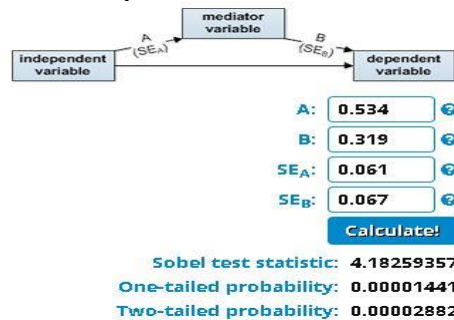 mediator
variable
A
(SEA)
B
(SEB)
independent
variable
dependent
variable
A: 0.534 ?
B: 0.319 ?
SEA: 0.061 ?
SEB: 0.067 ?
Calculate!
Sobel test statistic: 4.18259357
One-tailed probability: 0.00001441
Two-tailed probability: 0.00002882